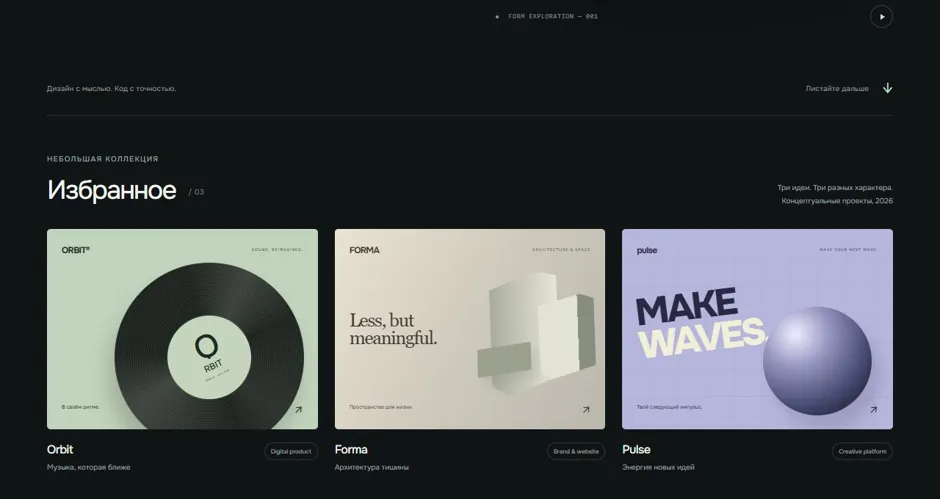 FORM EXPLORATION — 001
Дизайн с мыслью. Код с точностью.
Листайте дальше
НЕБОЛЬШАЯ КОЛЛЕКЦИЯ
Избранное / 03
Три идеи. Три разных характера.
Концептуальные проекты, 2026
ORBIT®
SOUND, REIMAGINED.
O
RBIT
В своём ритме.
FORMA
ARCHITECTURE & SPACE
Less, but
meaningful.
Пространство для жизни.
pulse
MAKE YOUR NEXT MOVE
MAKE
WAVES.
Твой следующий импульс.
Orbit
Digital product
Музыка, которая ближе
Forma
Brand & website
Архитектура тишины
Pulse
Creative platform
Энергия новых идей